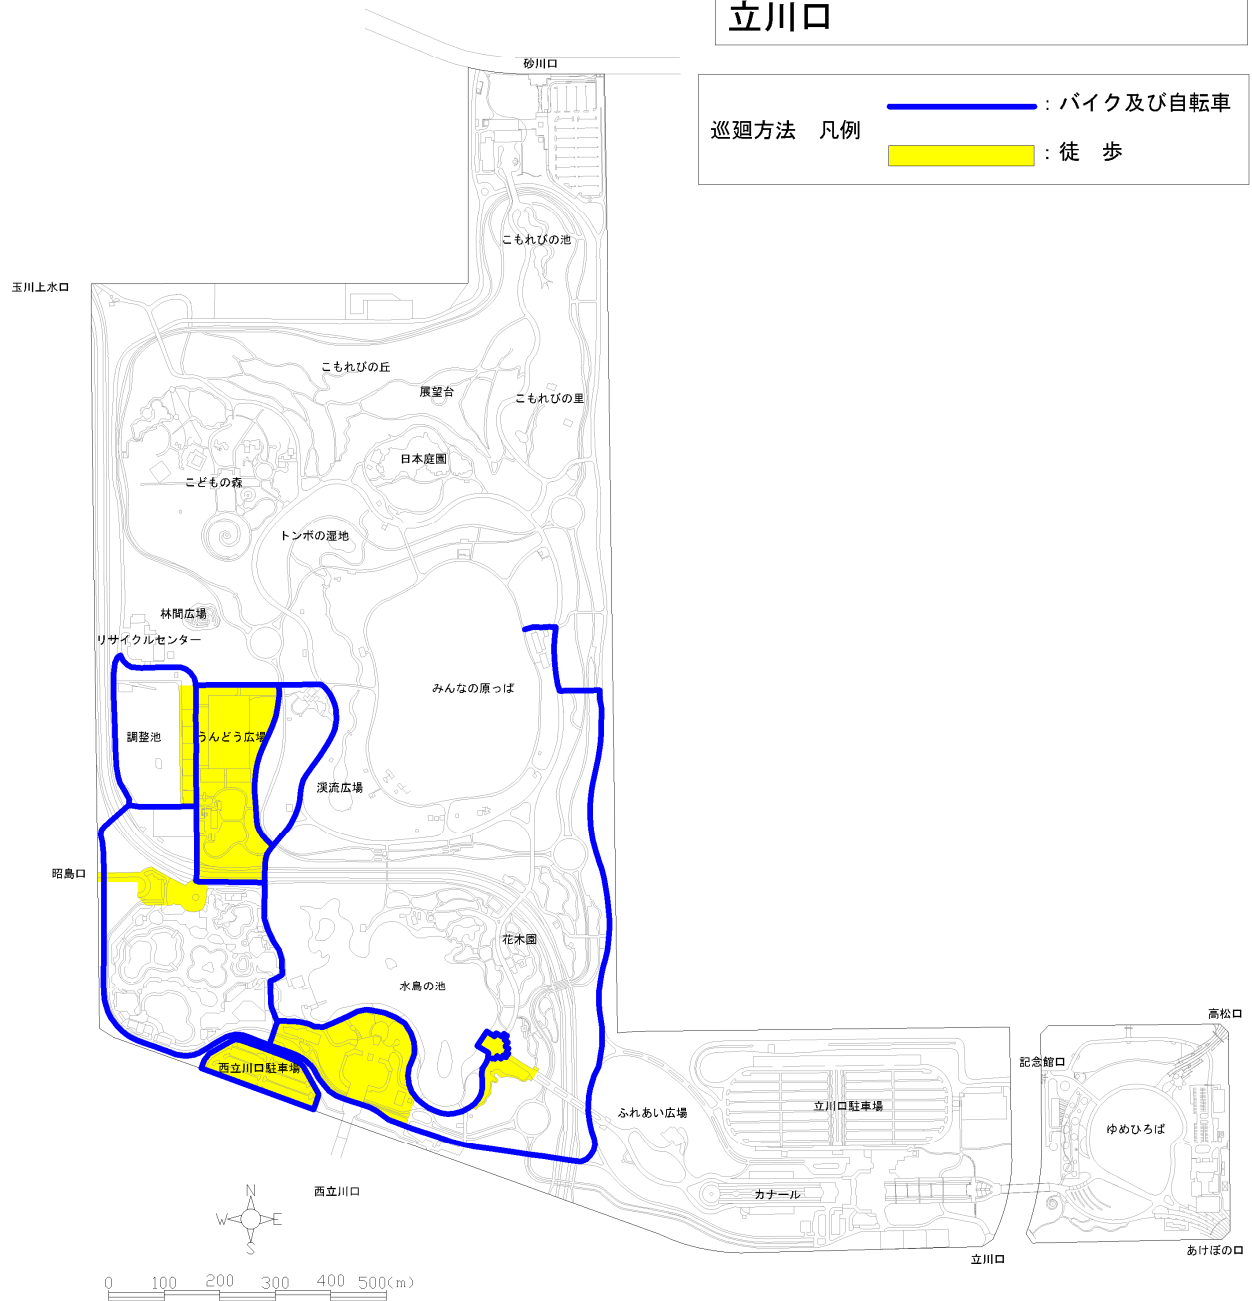 立川口
砂川口
巡廻方法　凡例
：バイク及び自転車
：徒　歩
こもれびの池
玉川上水口
こもれびの丘
展望台
こもれびの里
日本庭園
こどもの森
トンボの湿地
林間広場
リサイクルセンター
みんなの原っぱ
調整池
うんどう広場
渓流広場
昭島口
花木園
水鳥の池
高松口
記念館口
西立川口駐車場
ふれあい広場
立川口駐車場
ゆめひろば
西立川口
カナール
N
W E
S
あけぼの口
立川口
0 100 200 300 400 500(m)